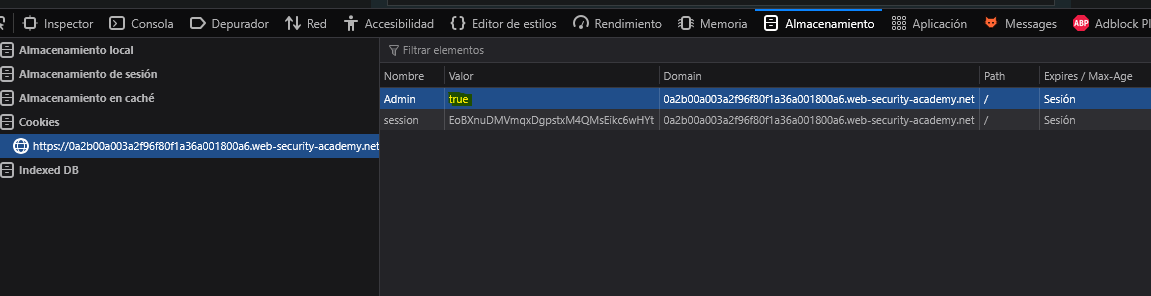 Inspector Consola Depurador Red Accesibilidad Editor de estilos Rendimiento Memoria Almacenamiento Aplicación Messages ABP Adblock Pl
Almacenamiento local
Almacenamiento de sesión
Almacenamiento en caché
Cookies
https://0a2b00a003a2f96f80f1a36a001800a6.web-security-academy.net
Indexed DB
Filtrar elementos
Nombre Valor Domain Path Expires / Max-Age
Admin true 0a2b00a003a2f96f80f1a36a001800a6.web-security-academy.net / Sesión
session EoBXnuDMVmqxDgpstxM4QMsEikc6wHYt 0a2b00a003a2f96f80f1a36a001800a6.web-security-academy.net / Sesión